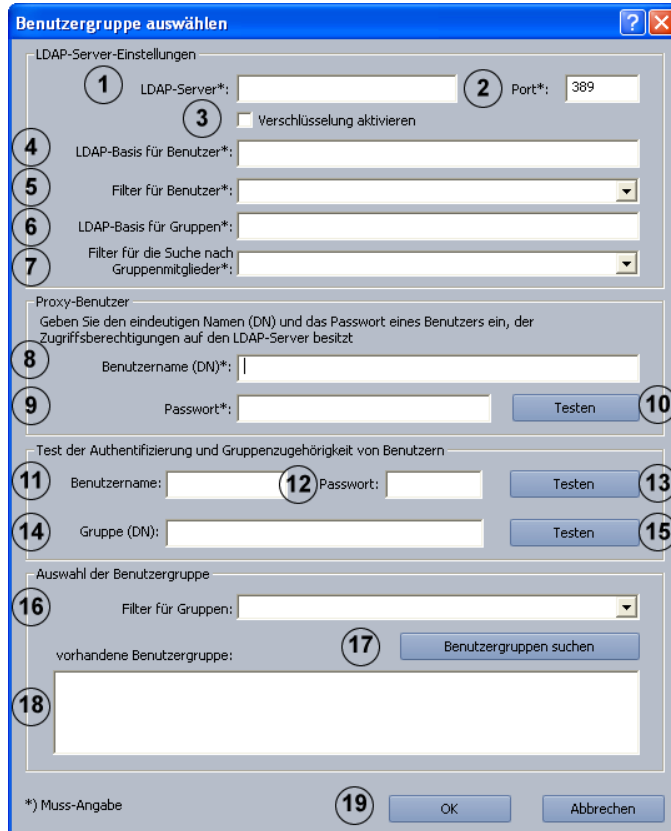 Benutzergruppe auswählen
LDAP-Server-Einstellungen
1 LDAP-Server*: 2 Port*: 389
3 Verschlüsselung aktivieren
4 LDAP-Basis für Benutzer*:
5 Filter für Benutzer*:
6 LDAP-Basis für Gruppen*:
7 Filter für die Suche nach
Gruppenmitglieder*:
Proxy-Benutzer
Geben Sie den eindeutigen Namen (DN) und das Passwort eines Benutzers ein, der
Zugriffsberechtigungen auf den LDAP-Server besitzt
8 Benutzername (DN)*:
9 Passwort*: Testen 10
Test der Authentifizierung und Gruppenzugehörigkeit von Benutzern
11 Benutzername: 12 Passwort: Testen 13
14 Gruppe (DN): Testen 15
Auswahl der Benutzergruppe
16 Filter für Gruppen:
17 Benutzergruppen suchen
vorhandene Benutzergruppe:
18
*) Muss-Angabe 19 OK Abbrechen